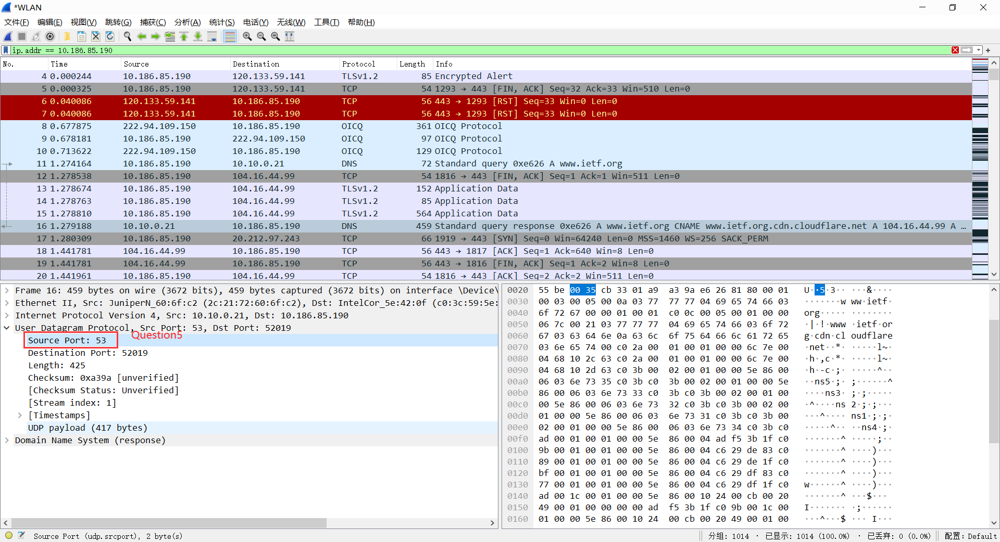 *WLAN
文件(F) 编辑(E) 视图(V) 跳转(G) 捕获(C) 分析(A) 统计(S) 电话(Y) 无线(W) 工具(T) 帮助(H)
ip.addr == 10.186.85.190
No. Time Source Destination Protocol Length Info
4 0.000244 10.186.85.190 120.133.59.141 TLSv1.2 85 Encrypted Alert
5 0.000325 10.186.85.190 120.133.59.141 TCP 54 1293 → 443 [FIN, ACK] Seq=32 Ack=33 Win=510 Len=0
6 0.040086 120.133.59.141 10.186.85.190 TCP 56 443 → 1293 [RST] Seq=33 Win=0 Len=0
7 0.040086 120.133.59.141 10.186.85.190 TCP 56 443 → 1293 [RST] Seq=33 Win=0 Len=0
8 0.677875 222.94.109.150 10.186.85.190 OICQ 361 OICQ Protocol
9 0.678181 10.186.85.190 222.94.109.150 OICQ 97 OICQ Protocol
10 0.713622 222.94.109.150 10.186.85.190 OICQ 129 OICQ Protocol
11 1.274164 10.186.85.190 10.10.0.21 DNS 72 Standard query 0xe626 A www.ietf.org
12 1.278538 10.186.85.190 104.16.44.99 TCP 54 1816 → 443 [FIN, ACK] Seq=1 Ack=1 Win=511 Len=0
13 1.278674 10.186.85.190 104.16.44.99 TLSv1.2 152 Application Data
14 1.278763 10.186.85.190 104.16.44.99 TLSv1.2 85 Application Data
15 1.278810 10.186.85.190 104.16.44.99 TLSv1.2 564 Application Data
16 1.279188 10.10.0.21 10.186.85.190 DNS 459 Standard query response 0xe626 A www.ietf.org CNAME www.ietf.org.cdn.cloudflare.net A 104.16.44.99 A …
17 1.280309 10.186.85.190 20.212.97.243 TCP 66 1919 → 443 [SYN] Seq=0 Win=64240 Len=0 MSS=1460 WS=256 SACK_PERM
18 1.441781 104.16.44.99 10.186.85.190 TCP 56 443 → 1817 [ACK] Seq=1 Ack=640 Win=8 Len=0
19 1.441781 104.16.44.99 10.186.85.190 TCP 56 443 → 1816 [FIN, ACK] Seq=1 Ack=2 Win=8 Len=0
20 1.441961 10.186.85.190 104.16.44.99 TCP 54 1816 → 443 [ACK] Seq=2 Ack=2 Win=511 Len=0
Frame 16: 459 bytes on wire (3672 bits), 459 bytes captured (3672 bits) on interface \Device\
Ethernet II, Src: JuniperN_60:6f:c2 (2c:21:72:60:6f:c2), Dst: IntelCor_5e:42:0f (c0:3c:59:5e:
Internet Protocol Version 4, Src: 10.10.0.21, Dst: 10.186.85.190
User Datagram Protocol, Src Port: 53, Dst Port: 52019
Source Port: 53
Question5
Destination Port: 52019
Length: 425
Checksum: 0xa39a [unverified]
[Checksum Status: Unverified]
[Stream index: 1]
[Timestamps]
UDP payload (417 bytes)
Domain Name System (response)
0020 55 be 00 35 cb 33 01 a9 a3 9a e6 26 81 80 00 01 U··5·3·· ···&····
0030 00 03 00 05 00 0a 03 77 77 77 04 69 65 74 66 03 ·······w ww·ietf·
0040 6f 72 67 00 00 01 00 01 c0 0c 00 05 00 01 00 00 org····· ········
0050 06 7c 00 21 03 77 77 77 04 69 65 74 66 03 6f 72 ·|·!·www ·ietf·or
0060 67 03 63 64 6e 0a 63 6c 6f 75 64 66 6c 61 72 65 g·cdn·cl oudflare
0070 03 6e 65 74 00 c0 2a 00 01 00 01 00 00 6c 7e 00 ·net··*· ·····l~·
0080 04 68 10 2c 63 c0 2a 00 01 00 01 00 00 6c 7e 00 ·h·,c·*· ·····l~·
0090 04 68 10 2d 63 c0 3b 00 02 00 01 00 00 5e 86 00 ·h·-c·;· ·····^··
00a0 06 03 6e 73 35 c0 3b c0 3b 00 02 00 01 00 00 5e ··ns5·;· ;······^
00b0 86 00 06 03 6e 73 33 c0 3b c0 3b 00 02 00 01 00 ····ns3· ;·;·····
00c0 00 5e 86 00 06 03 6e 73 32 c0 3b c0 3b 00 02 00 ·^····ns 2·;·;···
00d0 01 00 00 5e 86 00 06 03 6e 73 31 c0 3b c0 3b 00 ···^···· ns1·;·;·
00e0 02 00 01 00 00 5e 86 00 06 03 6e 73 34 c0 3b c0 ·····^·· ··ns4·;·
00f0 ad 00 01 00 01 00 00 5e 86 00 04 ad f5 3b 1f c0 ·······^ ·····;··
0100 9b 00 01 00 01 00 00 5e 86 00 04 c6 29 de 83 c0 ·······^ ····)···
0110 89 00 01 00 01 00 00 5e 86 00 04 c6 29 de 1f c0 ·······^ ····)···
0120 bf 00 01 00 01 00 00 5e 86 00 04 c6 29 df 83 c0 ·······^ ····)···
0130 77 00 01 00 01 00 00 5e 86 00 04 c6 29 df 1f c0 w······^ ····)···
0140 ad 00 1c 00 01 00 00 5e 86 00 10 24 00 cb 00 20 ·······^ ···$···
0150 49 00 01 00 00 00 00 ad f5 3b 1f c0 9b 00 1c 00 I······· ·;······
0160 01 00 00 5e 86 00 10 24 00 cb 00 20 49 00 01 00 ···^···$ ··· I···
Source Port (udp.srcport), 2 byte(s)
分组: 1014 · 已显示: 1014 (100.0%) · 已丢弃: 0 (0.0%)
配置: Default